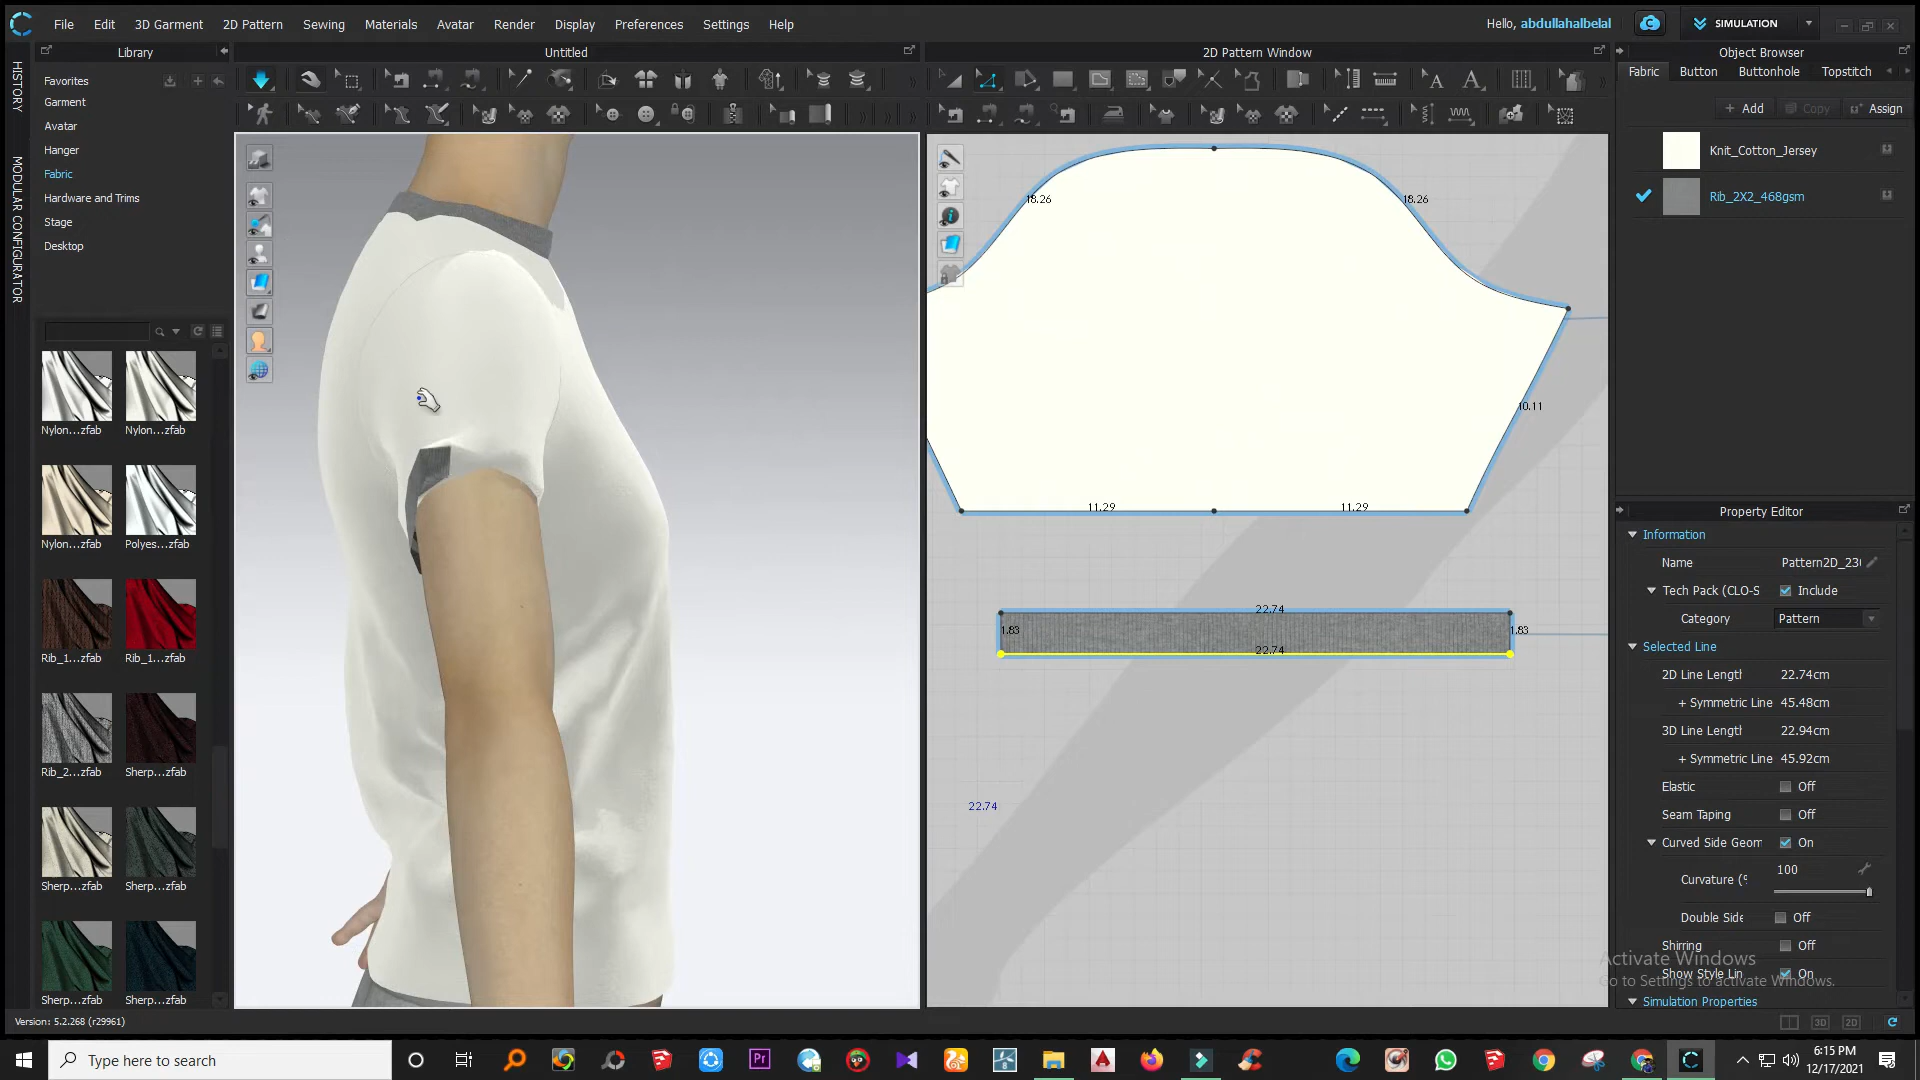 File Edit 3D Garment 2D Pattern Sewing Materials Avatar Render Display Preferences Settings Help
Hello, abdullahalbelal
SIMULATION
Library
Untitled
2D Pattern Window
Object Browser
HISTORY
MODULAR CONFIGURATOR
Favorites
Garment
Avatar
Hanger
Fabric
Hardware and Trims
Stage
Desktop
Fabric Button Buttonhole Topstitch
+ Add Copy Assign
Knit_Cotton_Jersey
Rib_2X2_468gsm
Nylon...zfab Nylon...zfab
Nylon...zfab Polyes...zfab
Rib_1...zfab Rib_1...zfab
Rib_2...zfab Sherp...zfab
Sherp...zfab Sherp...zfab
Sherp...zfab Sherp...zfab
18.26 18.26
10.11
11.29 11.29
22.74
1.83 1.83
22.74
22.74
Property Editor
Information
Name Pattern2D_23
Tech Pack (CLO-S Include
Category Pattern
Selected Line
2D Line Length 22.74cm
+ Symmetric Line 45.48cm
3D Line Length 22.94cm
+ Symmetric Line 45.92cm
Elastic Off
Seam Taping Off
Curved Side Geom On
Curvature (% 100
Double Side Off
Shirring Off
Show Style Lin On
Simulation Properties
Activate Windows
Go to Settings to activate Windows.
Version: 5.2.268 (r29961)
3D 2D
Type here to search
Pr
6:15 PM
12/17/2021